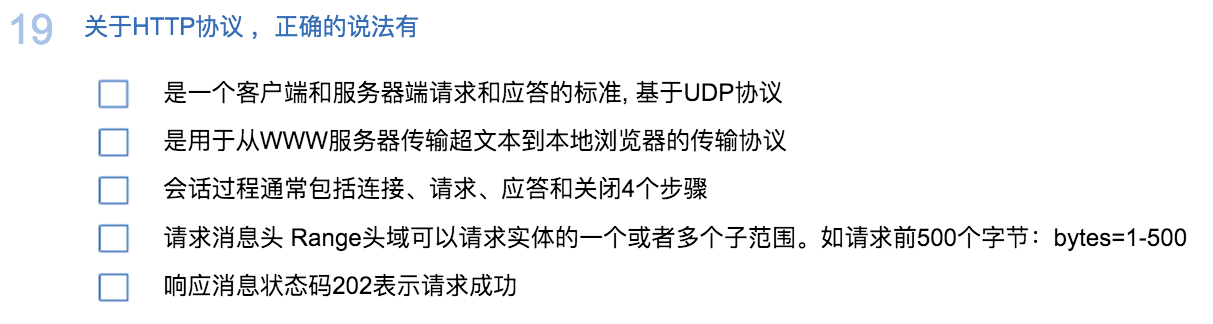 19 关于HTTP协议 ，正确的说法有
是一个客户端和服务器端请求和应答的标准, 基于UDP协议
是用于从WWW服务器传输超文本到本地浏览器的传输协议
会话过程通常包括连接、请求、应答和关闭4个步骤
请求消息头 Range头域可以请求实体的一个或者多个子范围。如请求前500个字节：bytes=1-500
响应消息状态码202表示请求成功